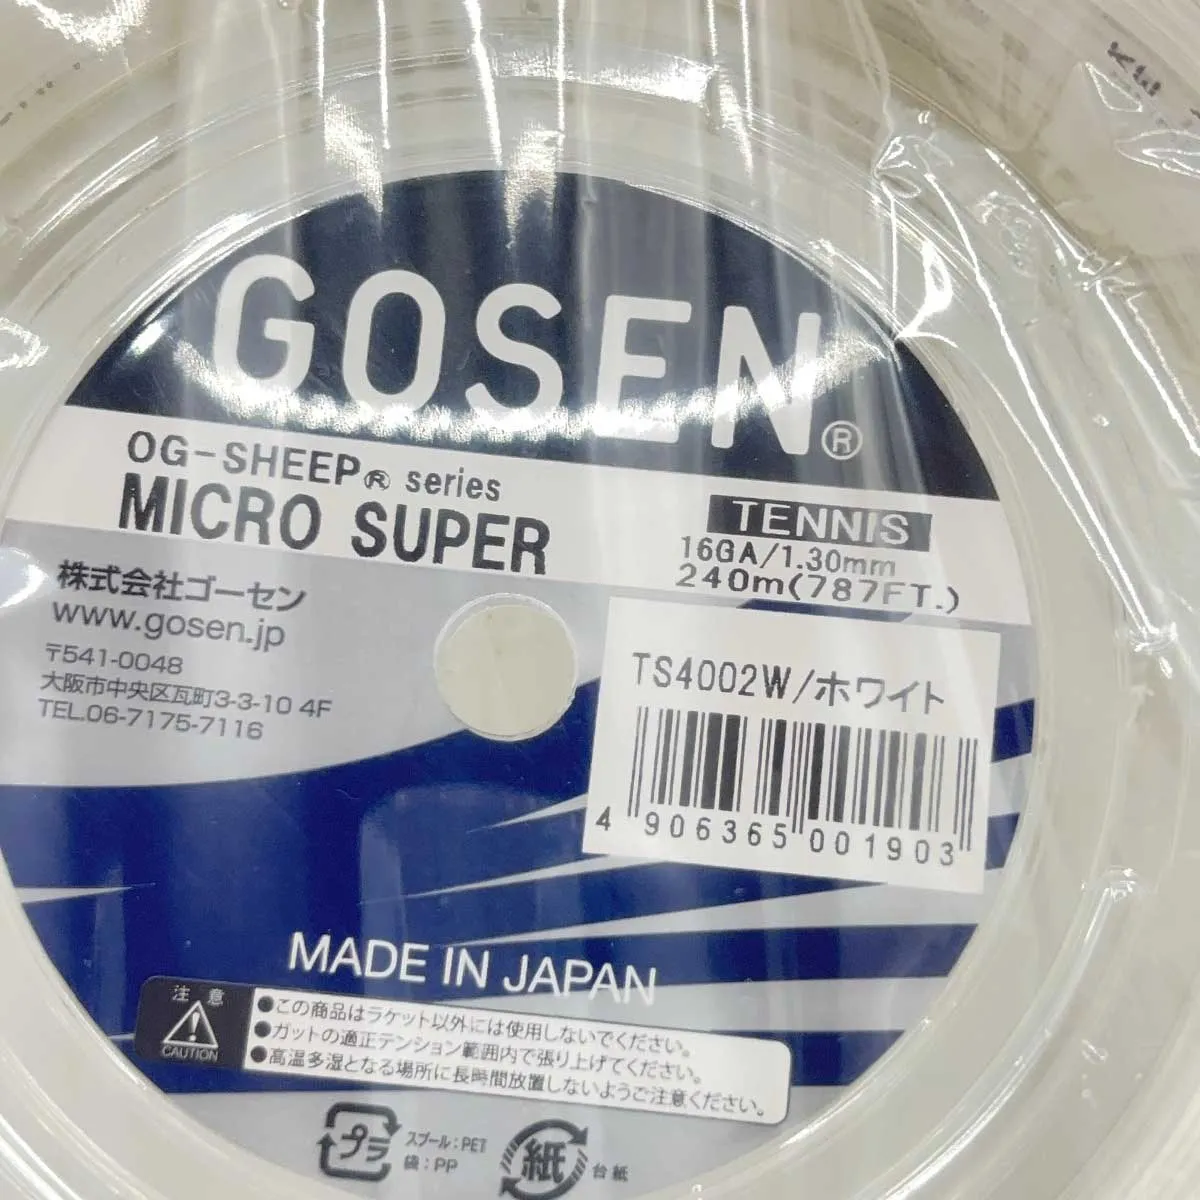 GOSEN®
OG-SHEEP® series
MICRO SUPER
TENNIS
16GA/1.30mm
240m(787FT.)
株式会社ゴーセン
www.gosen.jp
〒541-0048
大阪市中央区瓦町3-3-10 4F
TEL.06-7175-7116
TS4002W/ホワイト
4 906365 001903
MADE IN JAPAN
注意
CAUTION
●この商品はラケット以外には使用しないでください。
●ガットの適正テンション範囲内で張り上げてください。
●高温多湿となる場所に長時間放置しないようご注意ください。
プラ
スプール:PET
袋:PP
紙
台紙